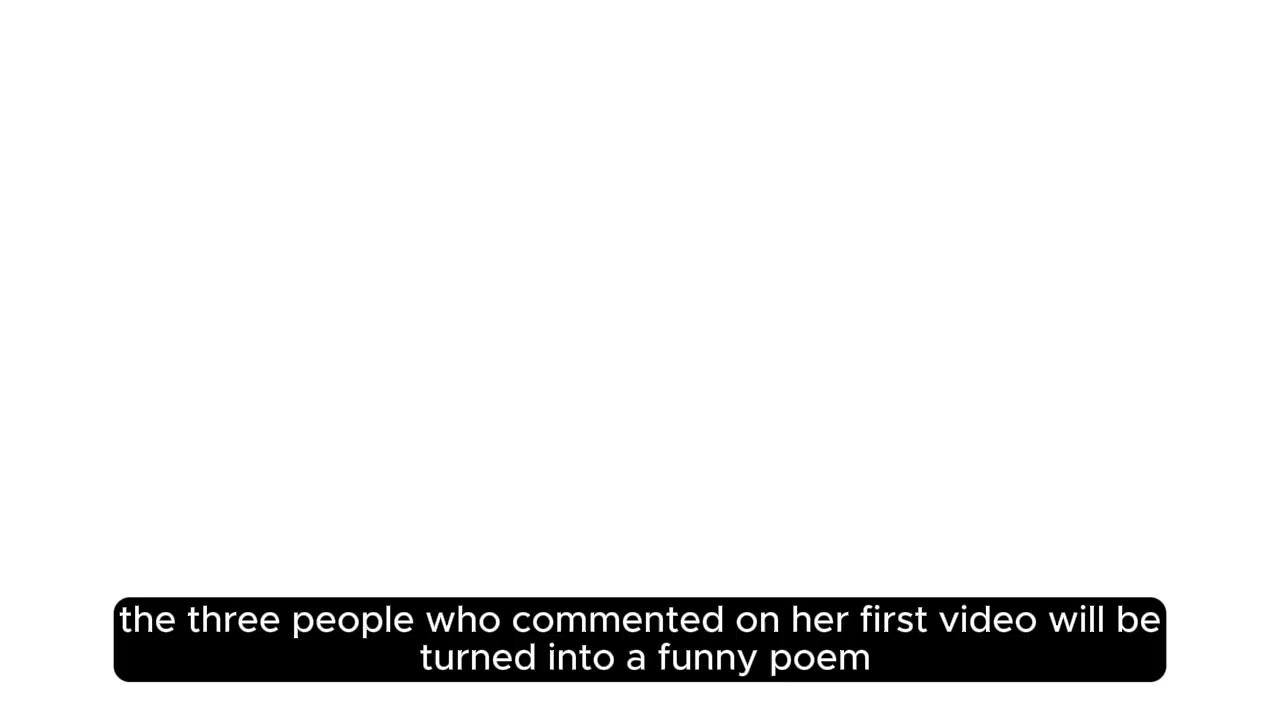 the three people who commented on her first video will be
turned into a funny poem